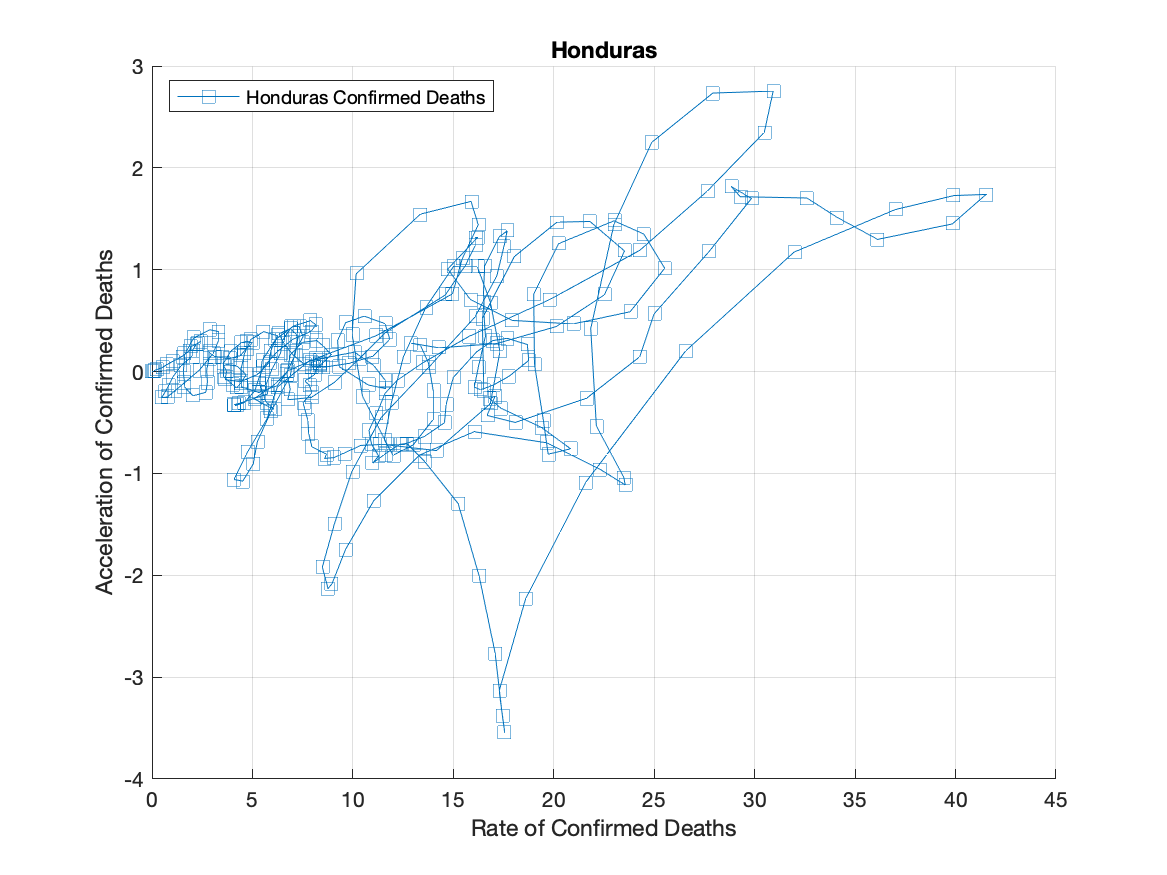 Honduras
Honduras Confirmed Deaths
3
2
1
0
-1
-2
-3
-4
Acceleration of Confirmed Deaths
0 5 10 15 20 25 30 35 40 45
Rate of Confirmed Deaths